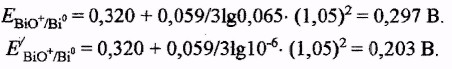 E_{BiO⁺/Bi⁰} = 0,320 + 0,059/3lg0,065· (1,05)² = 0,297 В.
E′_{BiO⁺/Bi⁰} = 0,320 + 0,059/3lg10⁻⁶· (1,05)² = 0,203 В.